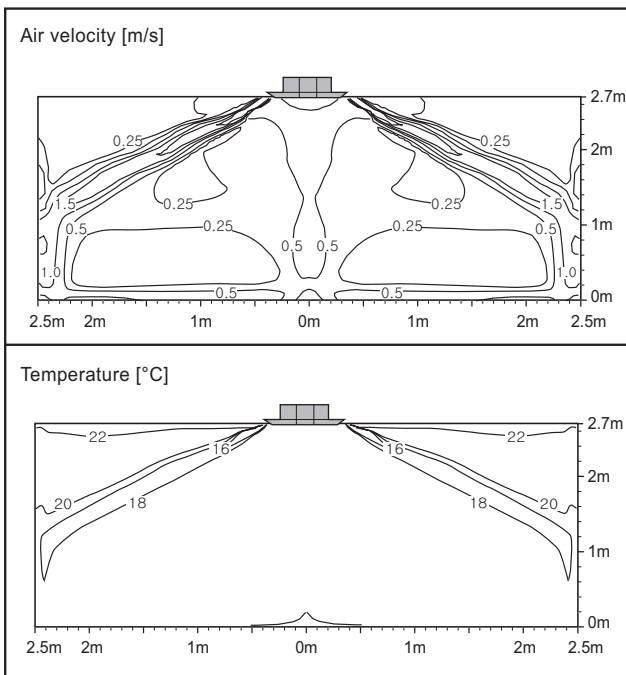 Air velocity [m/s]
2.7m
0.25 0.25
2m
1.5 0.25 0.25 1.5
1m
0.5 0.25 0.25 0.5
0.5 0.5
1.0 1.0
0.5 0.5
0m
2.5m 2m 1m 0m 1m 2m 2.5m
Temperature [°C]
2.7m
22 22
16 16
2m
20 18 18 20
1m
0m
2.5m 2m 1m 0m 1m 2m 2.5m